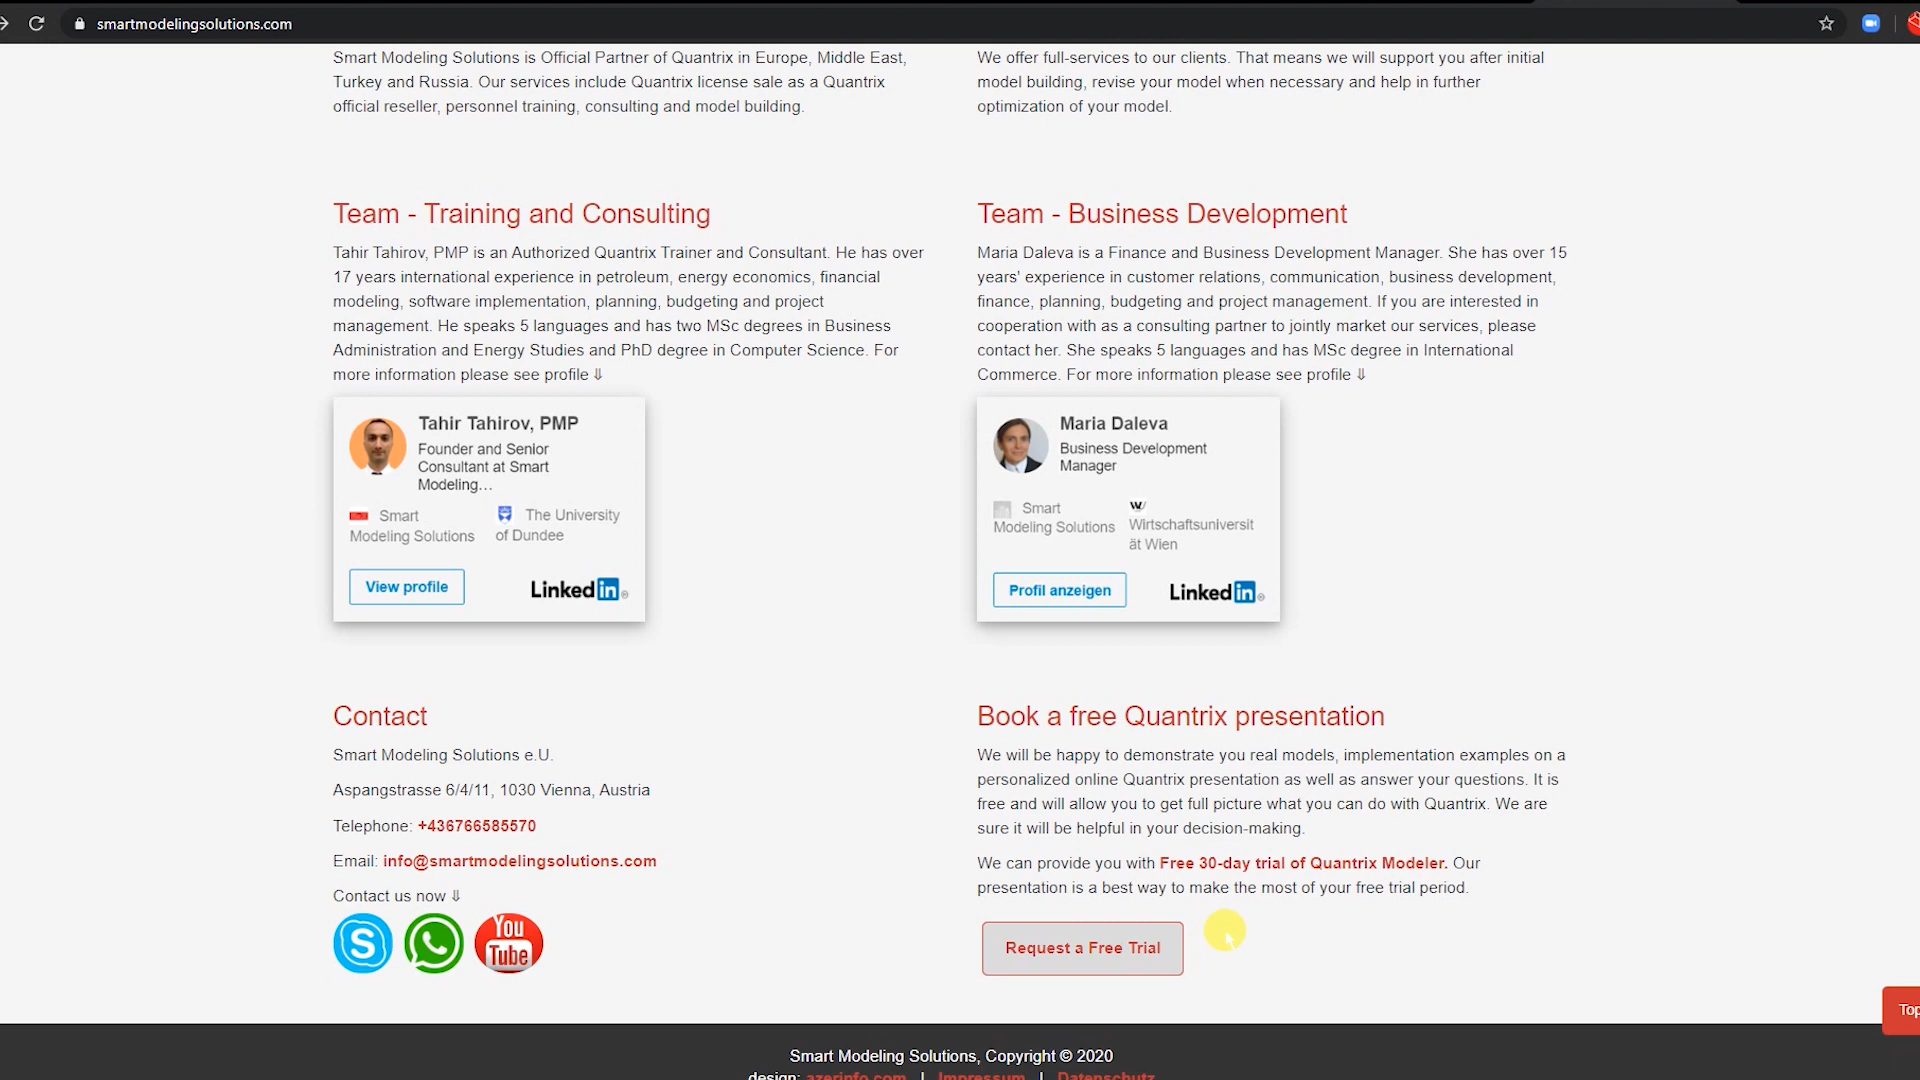 smartmodelingsolutions.com
Smart Modeling Solutions is Official Partner of Quantrix in Europe, Middle East,
Turkey and Russia. Our services include Quantrix license sale as a Quantrix
official reseller, personnel training, consulting and model building.
We offer full-services to our clients. That means we will support you after initial
model building, revise your model when necessary and help in further
optimization of your model.
Team - Training and Consulting
Tahir Tahirov, PMP is an Authorized Quantrix Trainer and Consultant. He has over
17 years international experience in petroleum, energy economics, financial
modeling, software implementation, planning, budgeting and project
management. He speaks 5 languages and has two MSc degrees in Business
Administration and Energy Studies and PhD degree in Computer Science. For
more information please see profile ⇓
Tahir Tahirov, PMP
Founder and Senior
Consultant at Smart
Modeling...
Smart
Modeling Solutions
The University
of Dundee
View profile
LinkedIn
Team - Business Development
Maria Daleva is a Finance and Business Development Manager. She has over 15
years' experience in customer relations, communication, business development,
finance, planning, budgeting and project management. If you are interested in
cooperation with as a consulting partner to jointly market our services, please
contact her. She speaks 5 languages and has MSc degree in International
Commerce. For more information please see profile ⇓
Maria Daleva
Business Development
Manager
Smart
Modeling Solutions
Wirtschaftsuniversit
ät Wien
Profil anzeigen
LinkedIn
Contact
Smart Modeling Solutions e.U.
Aspangstrasse 6/4/11, 1030 Vienna, Austria
Telephone: +436766585570
Email: info@smartmodelingsolutions.com
Contact us now ⇓
S
You
Tube
Book a free Quantrix presentation
We will be happy to demonstrate you real models, implementation examples on a
personalized online Quantrix presentation as well as answer your questions. It is
free and will allow you to get full picture what you can do with Quantrix. We are
sure it will be helpful in your decision-making.
We can provide you with Free 30-day trial of Quantrix Modeler. Our
presentation is a best way to make the most of your free trial period.
Request a Free Trial
Top
Smart Modeling Solutions, Copyright © 2020
design: azerinfo.com | Impressum | Datenschutz